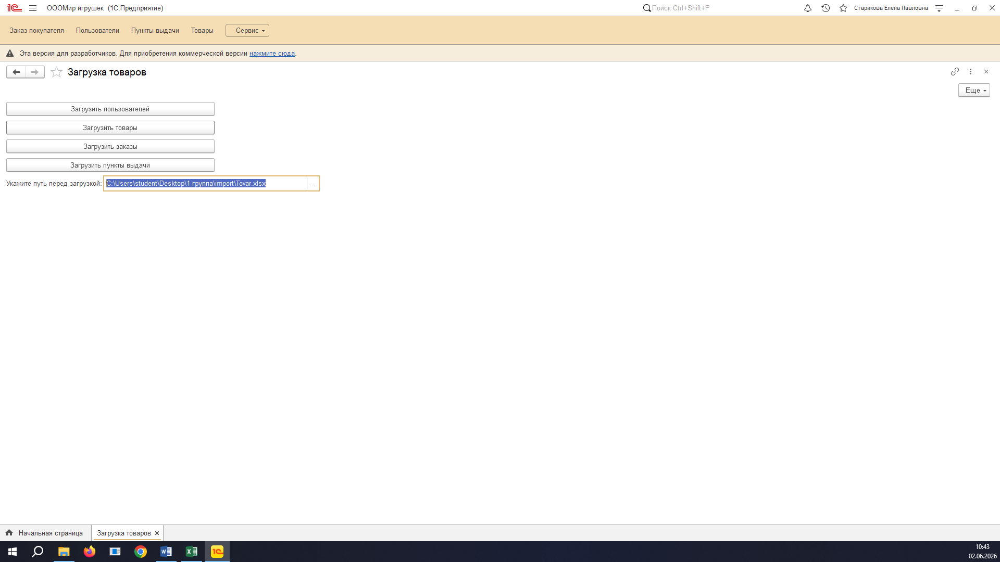 1С ОООМир игрушек (1С:Предприятие) Поиск Ctrl+Shift+F Старикова Елена Павловна
Заказ покупателя Пользователи Пункты выдачи Товары Сервис
Эта версия для разработчиков. Для приобретения коммерческой версии нажмите сюда.
Загрузка товаров
Еще
Загрузить пользователей
Загрузить товары
Загрузить заказы
Загрузить пункты выдачи
Укажите путь перед загрузкой: C:\Users\student\Desktop\1 группа\import\Tovar.xlsx ...
Начальная страница Загрузка товаров
10:43
02.06.2026